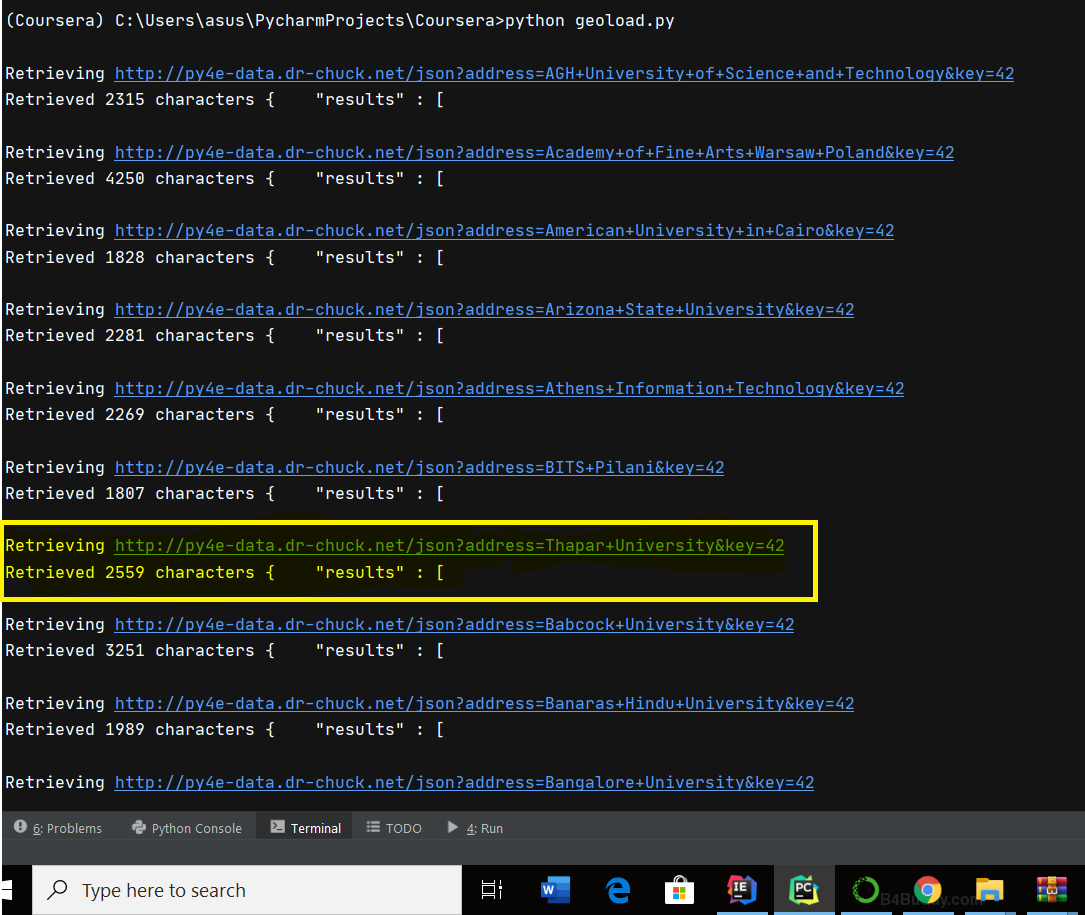 (Coursera) C:\Users\asus\PycharmProjects\Coursera>python geoload.py
Retrieving http://py4e-data.dr-chuck.net/json?address=AGH+University+of+Science+and+Technology&key=42
Retrieved 2315 characters {    "results" : [
Retrieving http://py4e-data.dr-chuck.net/json?address=Academy+of+Fine+Arts+Warsaw+Poland&key=42
Retrieved 4250 characters {    "results" : [
Retrieving http://py4e-data.dr-chuck.net/json?address=American+University+in+Cairo&key=42
Retrieved 1828 characters {    "results" : [
Retrieving http://py4e-data.dr-chuck.net/json?address=Arizona+State+University&key=42
Retrieved 2281 characters {    "results" : [
Retrieving http://py4e-data.dr-chuck.net/json?address=Athens+Information+Technology&key=42
Retrieved 2269 characters {    "results" : [
Retrieving http://py4e-data.dr-chuck.net/json?address=BITS+Pilani&key=42
Retrieved 1807 characters {    "results" : [
Retrieving http://py4e-data.dr-chuck.net/json?address=Thapar+University&key=42
Retrieved 2559 characters {    "results" : [
Retrieving http://py4e-data.dr-chuck.net/json?address=Babcock+University&key=42
Retrieved 3251 characters {    "results" : [
Retrieving http://py4e-data.dr-chuck.net/json?address=Banaras+Hindu+University&key=42
Retrieved 1989 characters {    "results" : [
Retrieving http://py4e-data.dr-chuck.net/json?address=Bangalore+University&key=42
6: Problems Python Console Terminal TODO 4: Run
Type here to search W IE PC